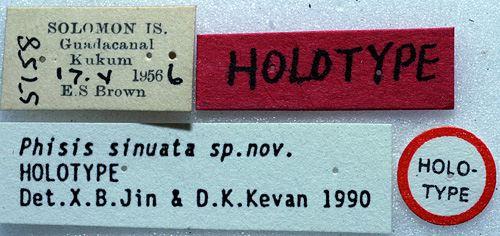 SOLOMON IS.
Guadacanal
Kukum
17.V 1956 6
E.S Brown
5158
HOLOTYPE
Phisis sinuata sp.nov.
HOLOTYPE
Det.X.B.Jin & D.K.Kevan 1990
HOLO-
TYPE